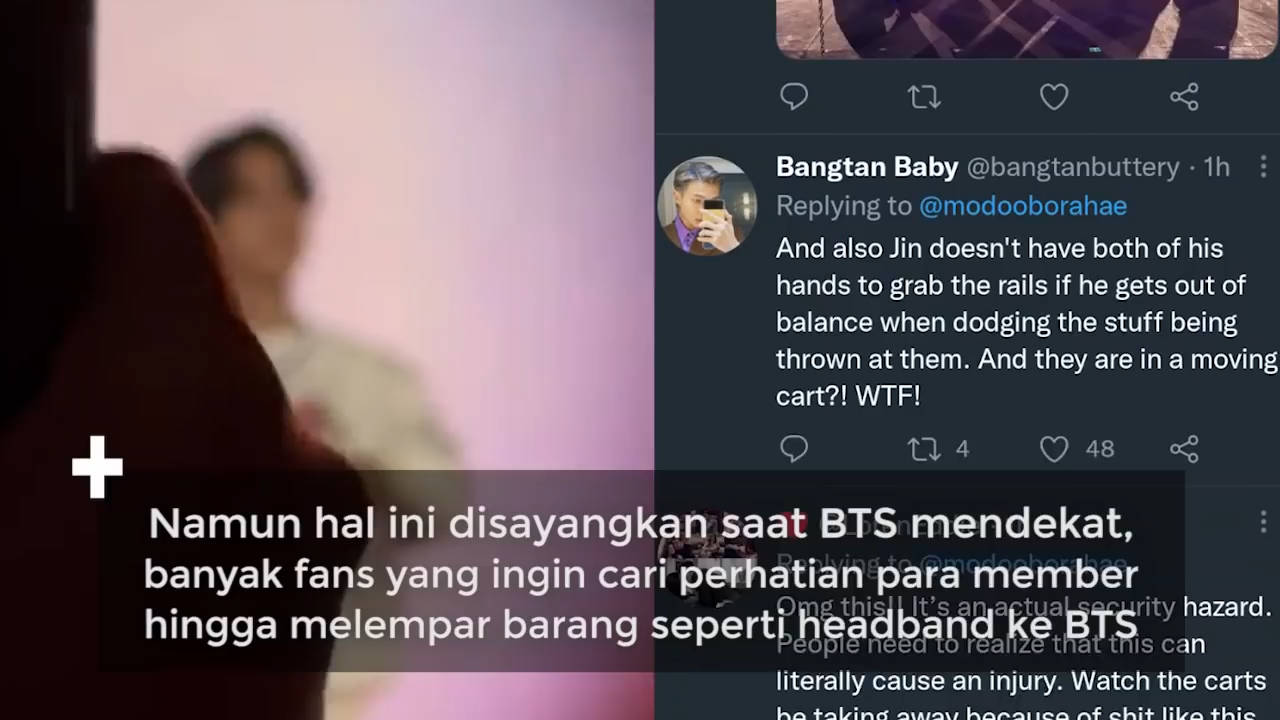 Bangtan Baby @bangtanbuttery · 1h
Replying to @modooborahae
And also Jin doesn't have both of his
hands to grab the rails if he gets out of
balance when dodging the stuff being
thrown at them. And they are in a moving
cart?! WTF!
4 48
Namun hal ini disayangkan saat BTS mendekat,
banyak fans yang ingin cari perhatian para member
hingga melempar barang seperti headband ke BTS
Replying to @modooborahae
Omg this!! It's an actual security hazard.
People need to realize that this can
literally cause an injury. Watch the carts
be taking away because of shit like this